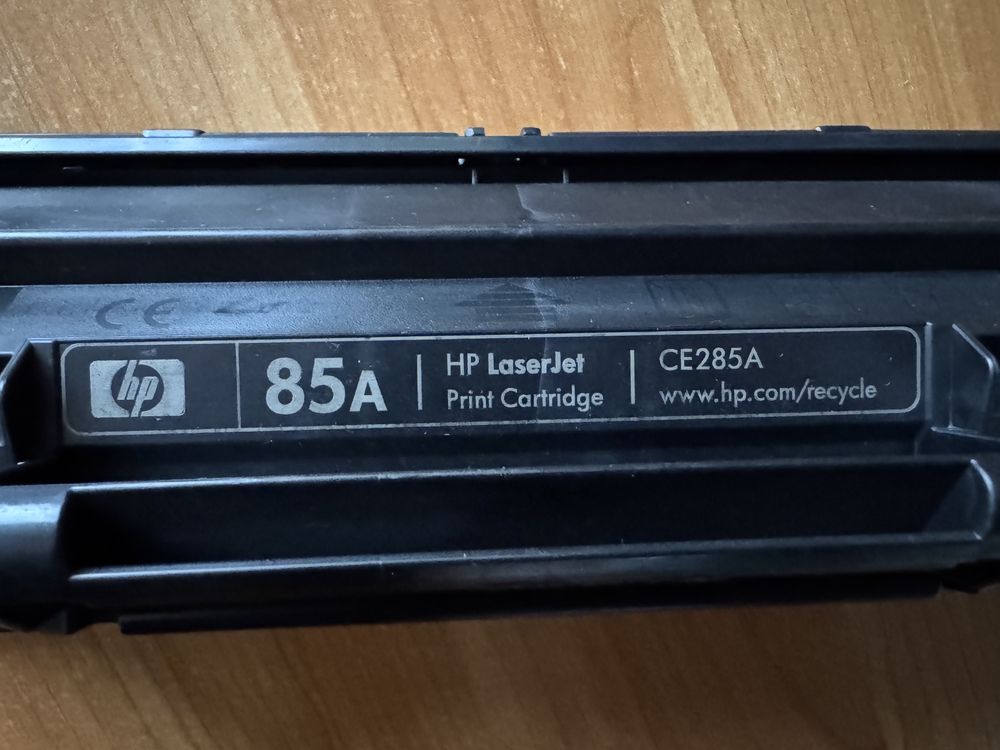 CE
hp
85A
HP LaserJet
Print Cartridge
CE285A
www.hp.com/recycle